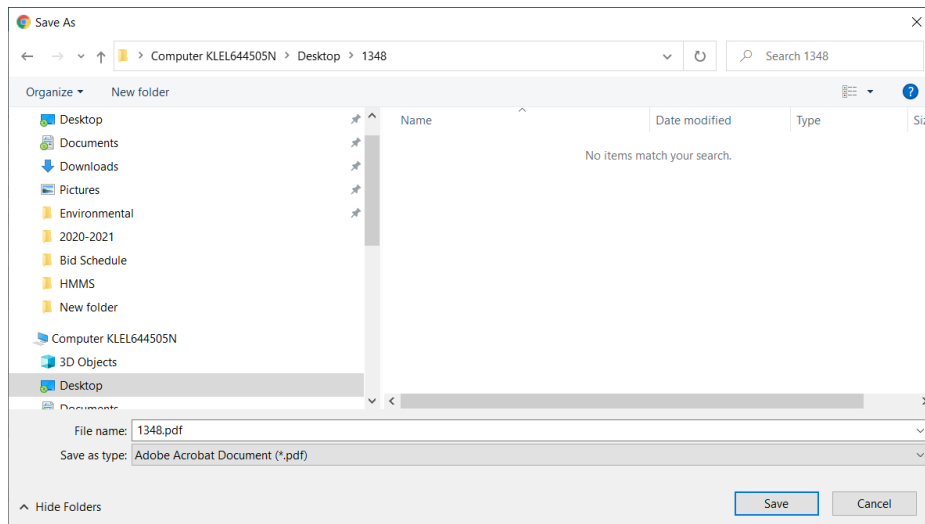 Save As
Computer KLEL644505N > Desktop > 1348
Search 1348
Organize
New folder
?
Name
Date modified
Type
Siz
No items match your search.
Desktop
Documents
Downloads
Pictures
Environmental
2020-2021
Bid Schedule
HMMS
New folder
Computer KLEL644505N
3D Objects
Desktop
Documents
File name: 1348.pdf
Save as type: Adobe Acrobat Document (*.pdf)
Hide Folders
Save
Cancel